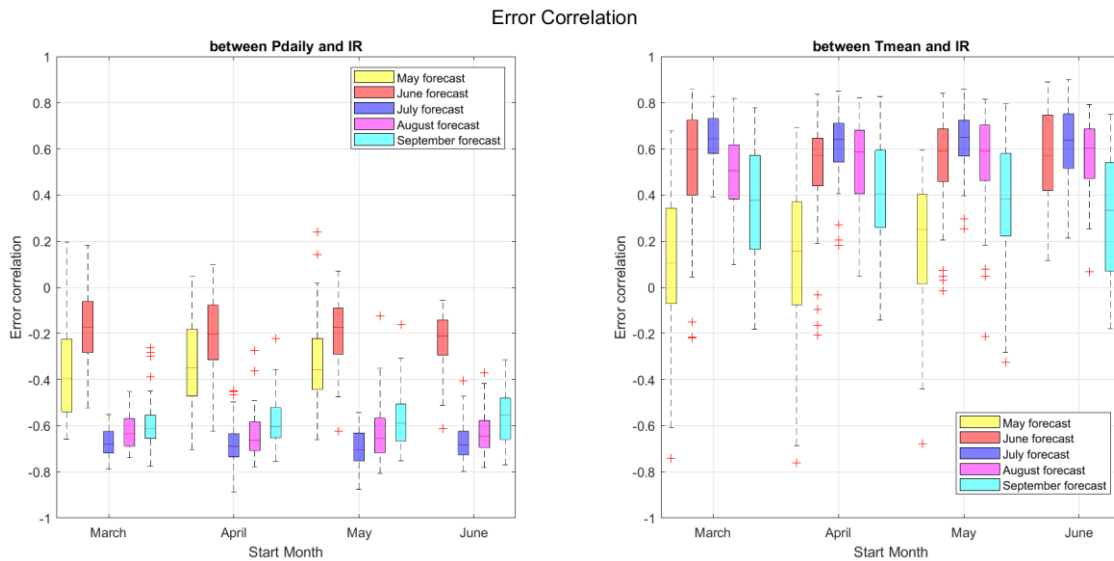 Error Correlation
between Pdaily and IR
1
0.8
0.6
0.4
0.2
0
-0.2
-0.4
-0.6
-0.8
-1
Error correlation
May forecast
June forecast
July forecast
August forecast
September forecast
March
April
May
June
Start Month
between Tmean and IR
1
0.8
0.6
0.4
0.2
0
-0.2
-0.4
-0.6
-0.8
-1
Error correlation
May forecast
June forecast
July forecast
August forecast
September forecast
March
April
May
June
Start Month